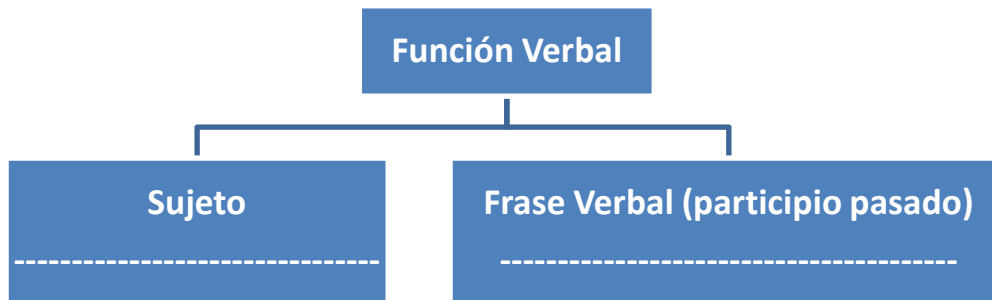 Función Verbal
Sujeto
--------------------------------
Frase Verbal (participio pasado)
----------------------------------------